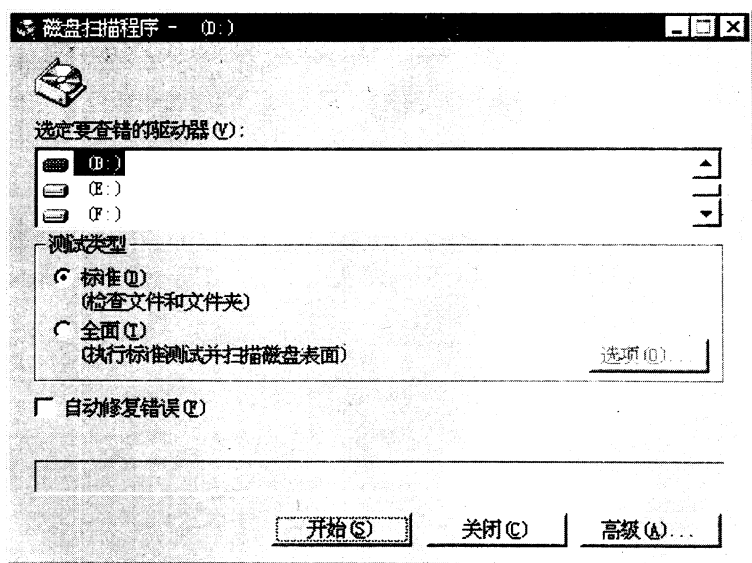 磁盘扫描程序 - (D:)
选定要查错的驱动器(V):
(D:)
(E:)
(F:)
测试类型
标准(D)
(检查文件和文件夹)
全面(T)
(执行标准测试并扫描磁盘表面)
选项(O)...
自动修复错误(F)
开始(S) 关闭(C) 高级(A)...